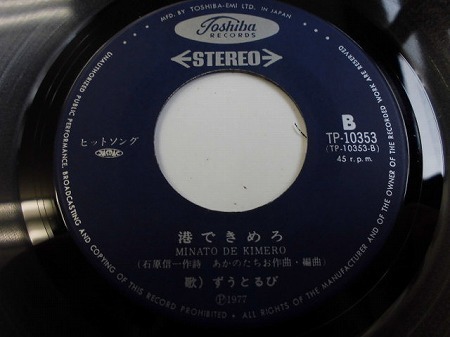 MFD. BY TOSHIBA-EMI LTD. IN JAPAN
Toshiba
RECORDS
STEREO
ヒットソング
B
TP-10353
(TP-10353-B)
45 r.p.m.
港できめろ
MINATO DE KIMERO
(石原信一作詩 あかのたちお作曲・編曲)
歌) ずうとるび
Ⓟ1977
UNAUTHORIZED PUBLIC PERFORMANCE, BROADCASTING AND COPYING OF THIS RECORD PROHIBITED • ALL RIGHTS OF THE MANUFACTURER AND OF THE OWNER OF THE RECORDED WORK ARE RESERVED